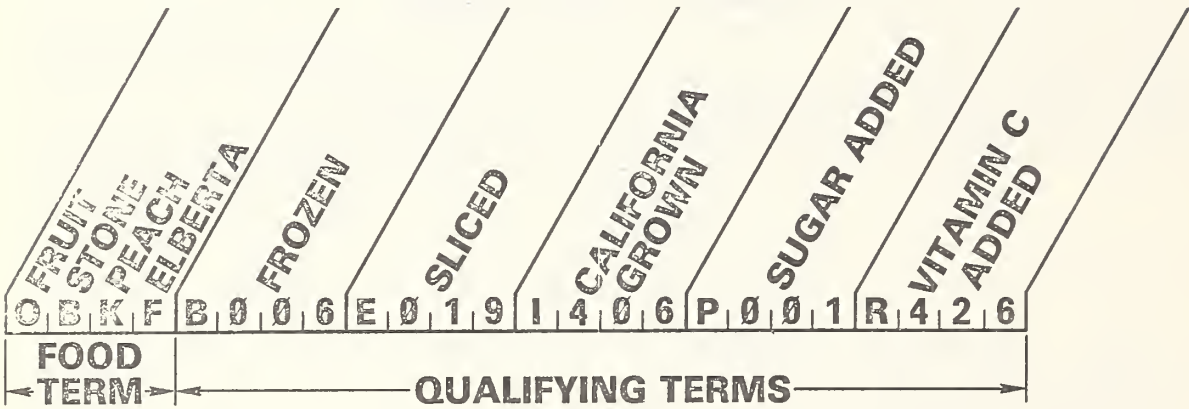 FRUIT
STONE
PEACH
ELBERTA
FROZEN
SLICED
CALIFORNIA
GROWN
SUGAR ADDED
VITAMIN C
ADDED
O B K F B Ø Ø 6 E Ø 1 9 I 4 Ø 6 P Ø Ø 1 R 4 2 6
FOOD
TERM
QUALIFYING TERMS